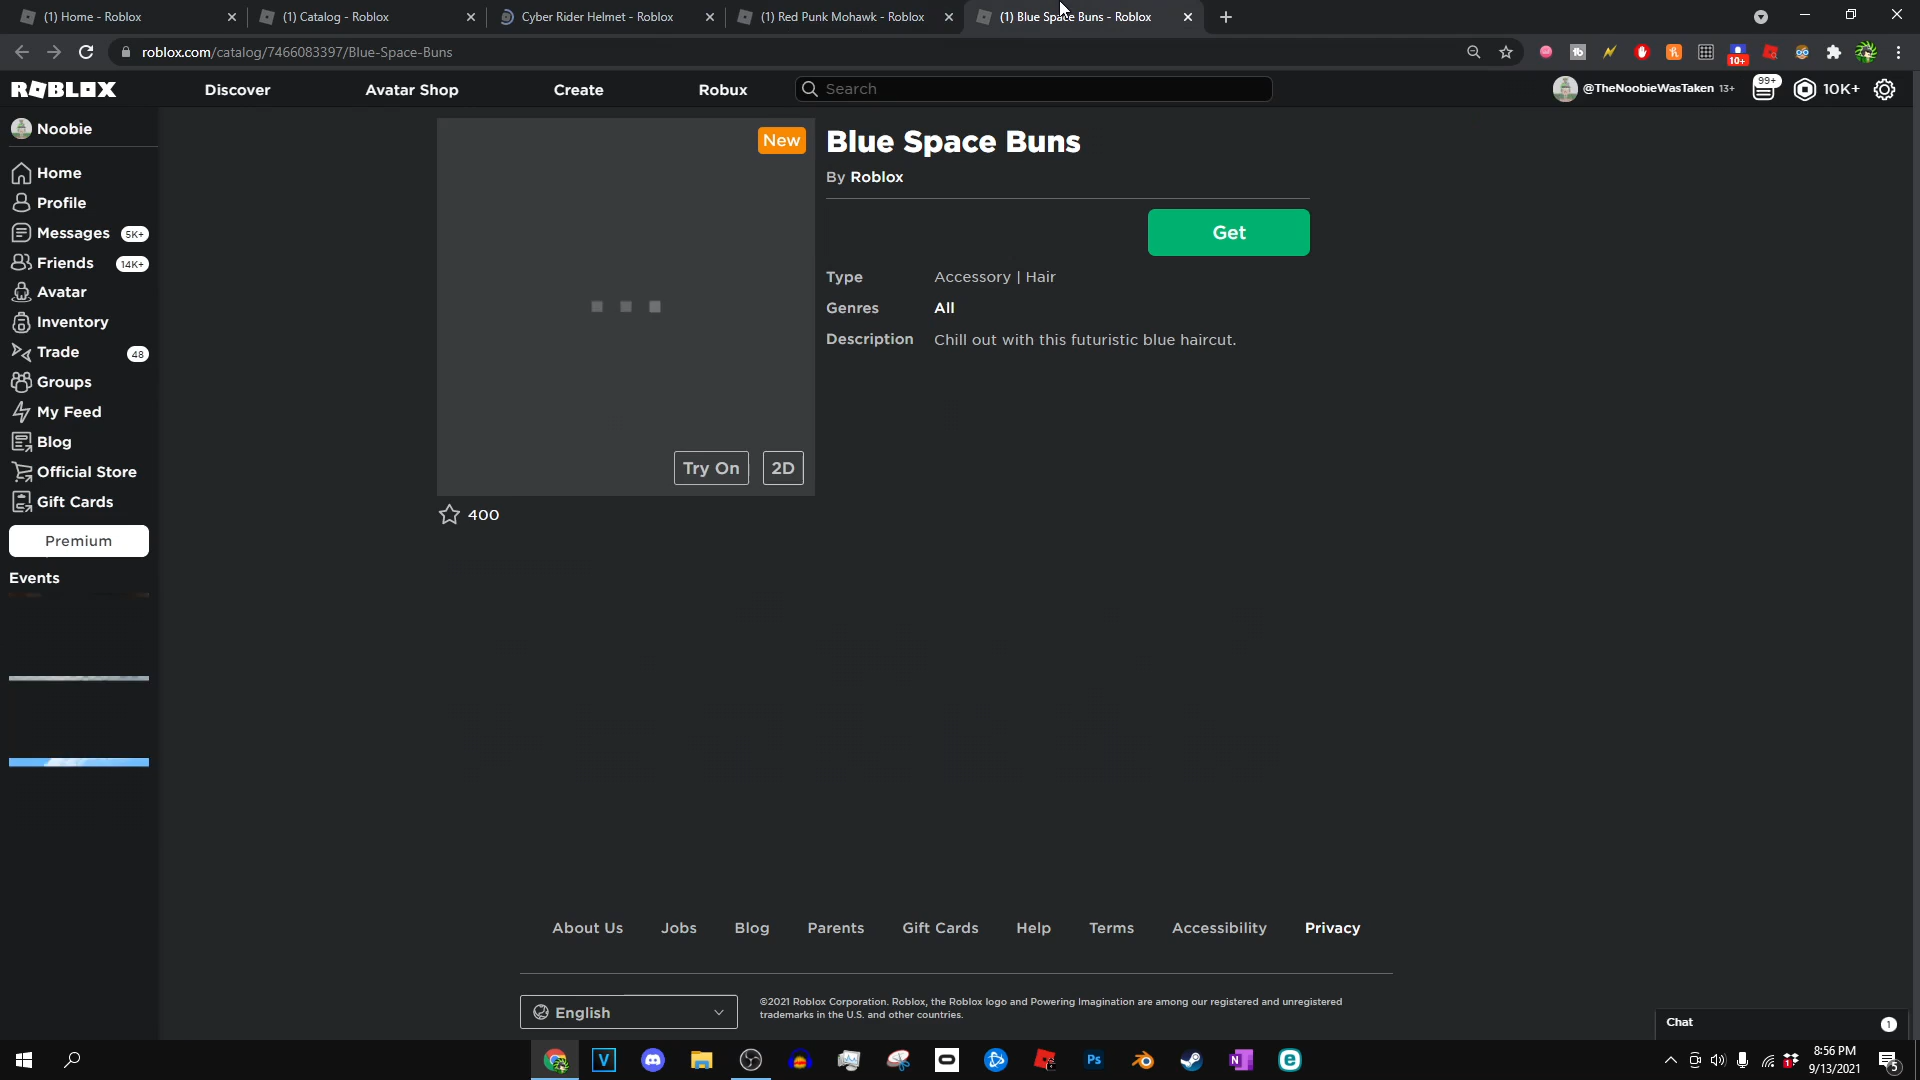 (1) Home - Roblox
(1) Catalog - Roblox
Cyber Rider Helmet - Roblox
(1) Red Punk Mohawk - Roblox
(1) Blue Space Buns - Roblox
roblox.com/catalog/7466083397/Blue-Space-Buns
10+
ROBLOX
Discover
Avatar Shop
Create
Robux
Search
@TheNoobieWasTaken 13+
99+
10K+
Noobie
Home
Profile
Messages 5K+
Friends 14K+
Avatar
Inventory
Trade 48
Groups
My Feed
Blog
Official Store
Gift Cards
Premium
Events
New
Try On
2D
400
Blue Space Buns
By Roblox
Get
Type Accessory | Hair
Genres All
Description Chill out with this futuristic blue haircut.
About Us
Jobs
Blog
Parents
Gift Cards
Help
Terms
Accessibility
Privacy
English
©2021 Roblox Corporation. Roblox, the Roblox logo and Powering Imagination are among our registered and unregistered
trademarks in the U.S. and other countries.
Chat 1
V
Ps
N
1
8:56 PM
9/13/2021
5